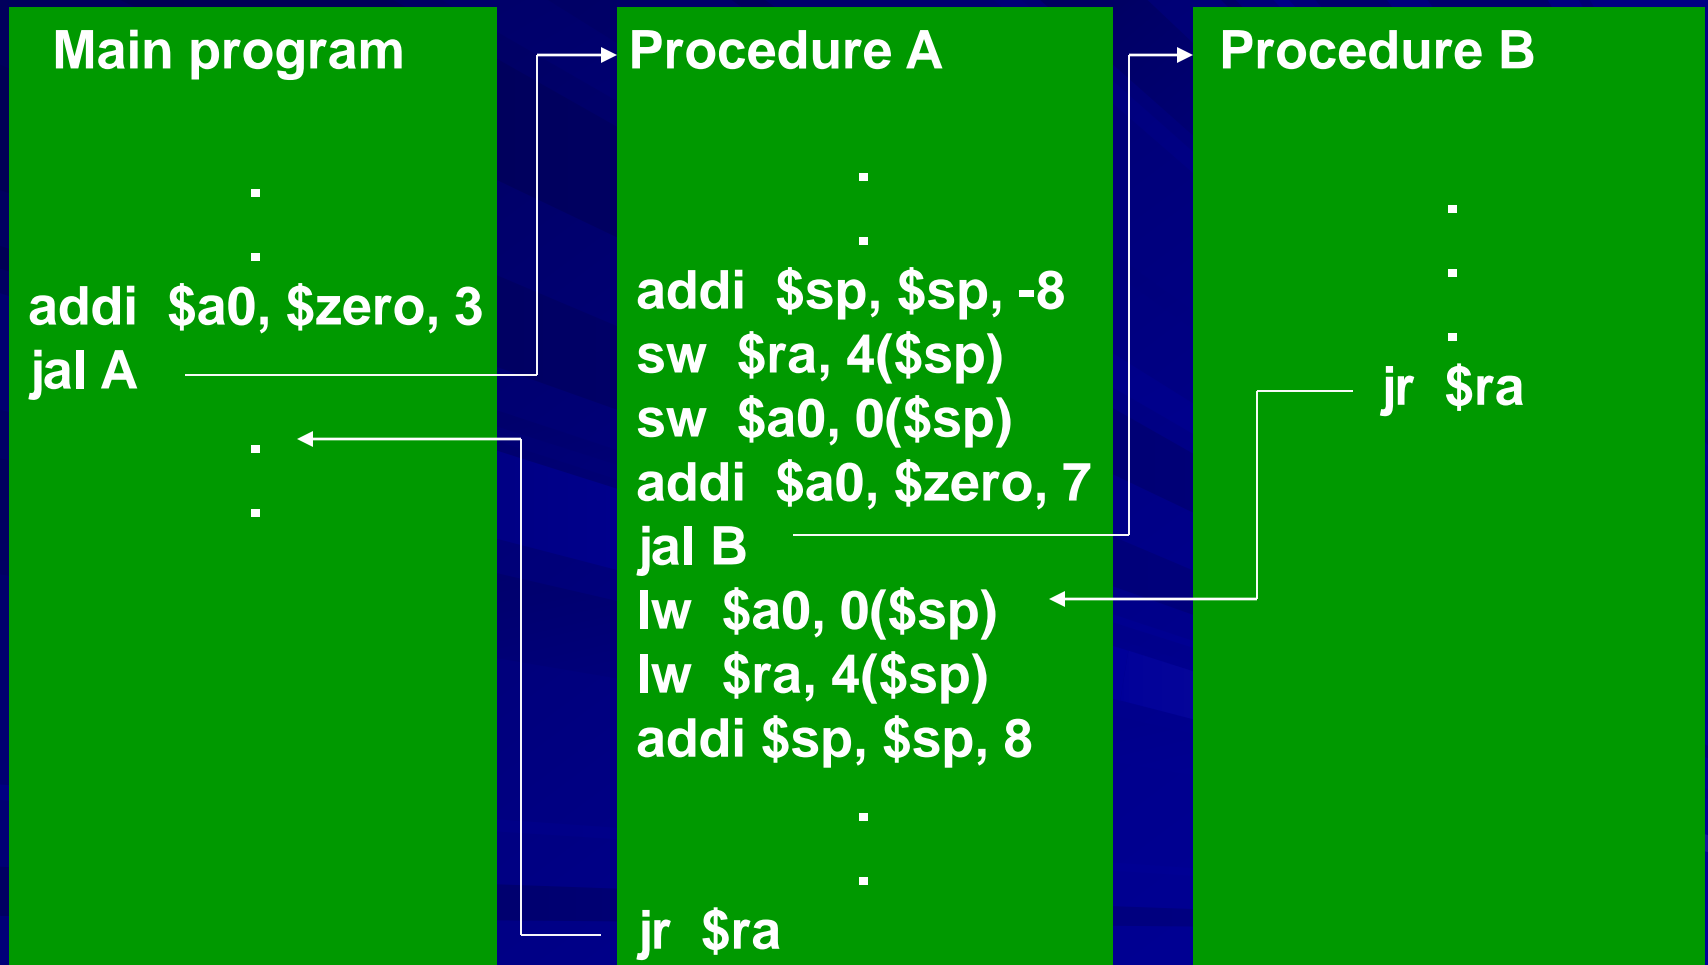 Main program
.
.
addi $a0, $zero, 3
jal A
.
.
Procedure A
.
.
addi $sp, $sp, -8
sw $ra, 4($sp)
sw $a0, 0($sp)
addi $a0, $zero, 7
jal B
lw $a0, 0($sp)
lw $ra, 4($sp)
addi $sp, $sp, 8
.
.
jr $ra
Procedure B
.
.
.
jr $ra